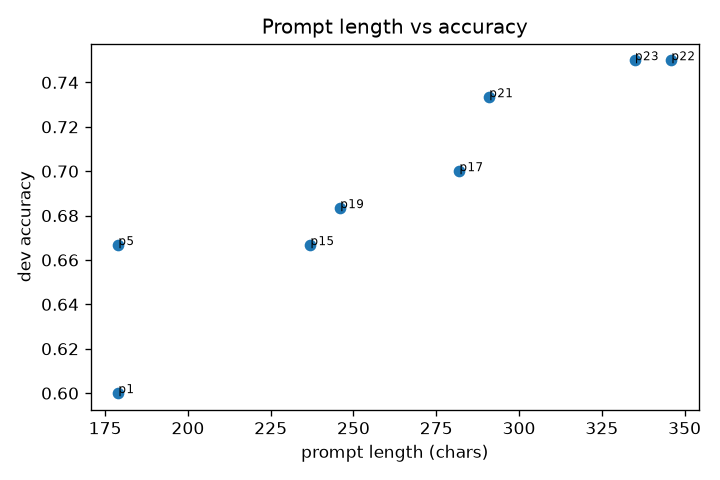 Prompt length vs accuracy
dev accuracy
0.74
0.72
0.70
0.68
0.66
0.64
0.62
0.60
p23
p22
p21
p17
p19
p5
p15
p1
175 200 225 250 275 300 325 350
prompt length (chars)